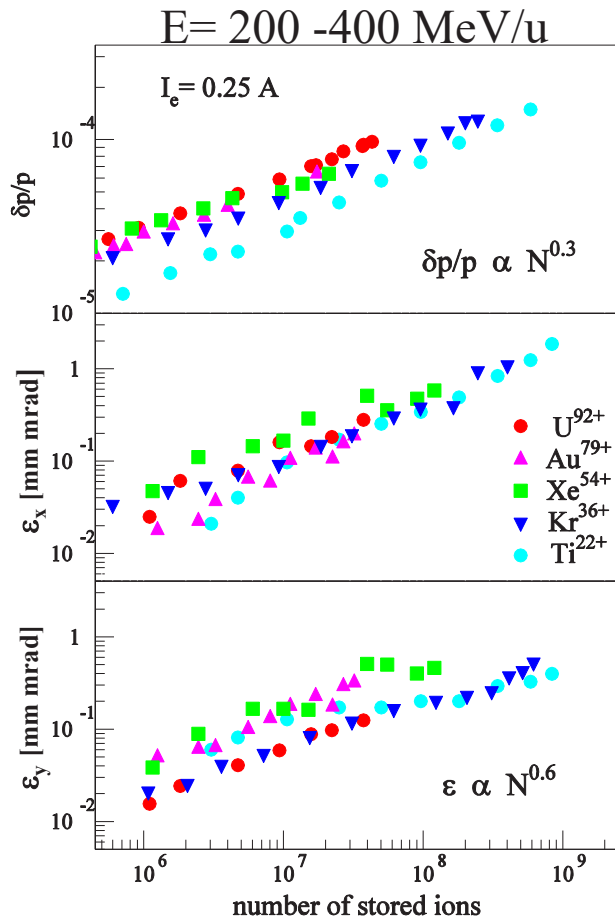 E= 200 -400 MeV/u
I_e= 0.25 A
10^-4
δp/p
δp/p α N^0.3
10^-5
1
ε_x [mm mrad]
10^-1
10^-2
U^92+
Au^79+
Xe^54+
Kr^36+
Ti^22+
1
ε_y [mm mrad]
10^-1
10^-2
ε α N^0.6
10^6 10^7 10^8 10^9
number of stored ions